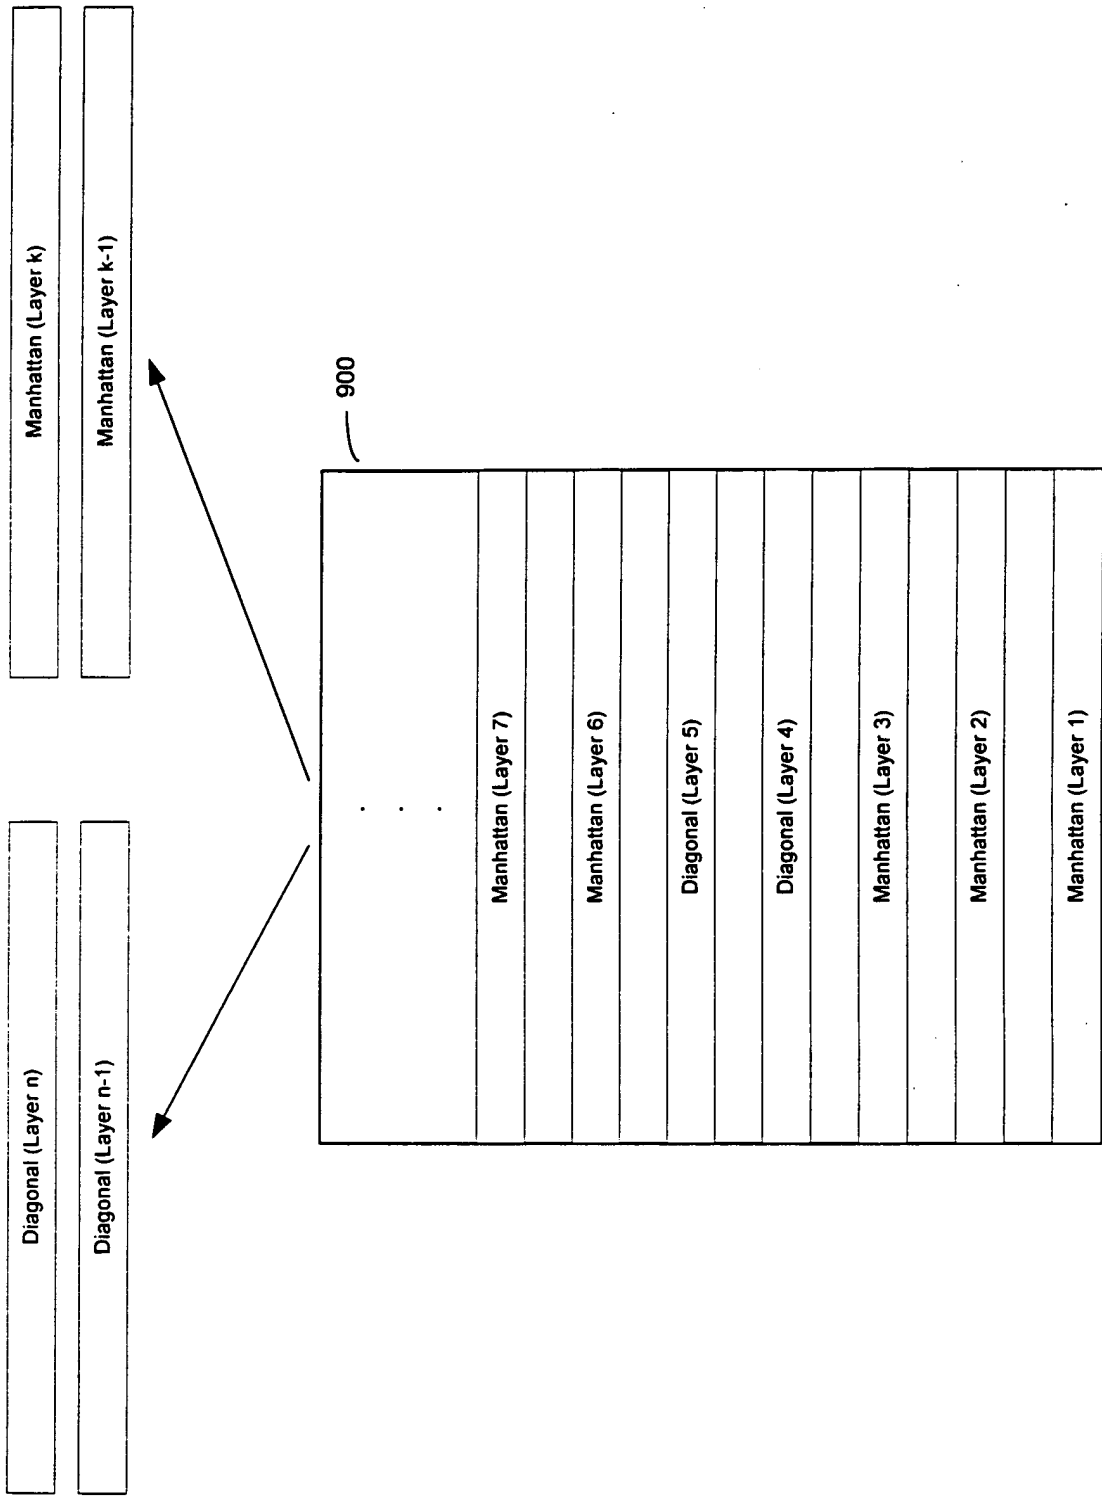 Diagonal (Layer n)
Manhattan (Layer k)
Diagonal (Layer n-1)
Manhattan (Layer k-1)
900
. . .
Manhattan (Layer 7)
Manhattan (Layer 6)
Diagonal (Layer 5)
Diagonal (Layer 4)
Manhattan (Layer 3)
Manhattan (Layer 2)
Manhattan (Layer 1)